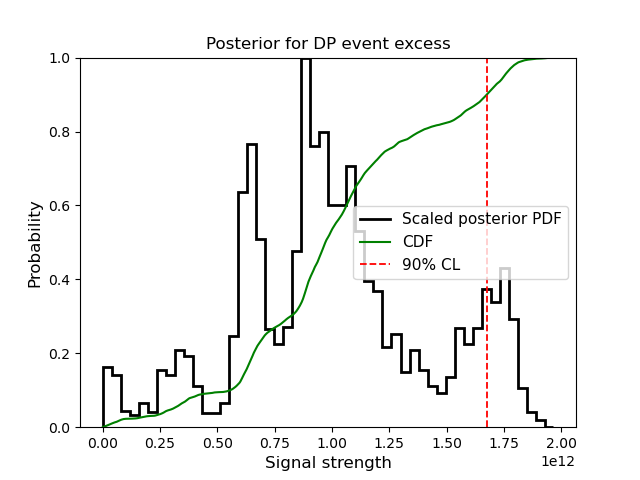 Posterior for DP event excess
Probability
1.0
0.8
0.6
0.4
0.2
0.0
Scaled posterior PDF
CDF
90% CL
0.00 0.25 0.50 0.75 1.00 1.25 1.50 1.75 2.00
1e12
Signal strength